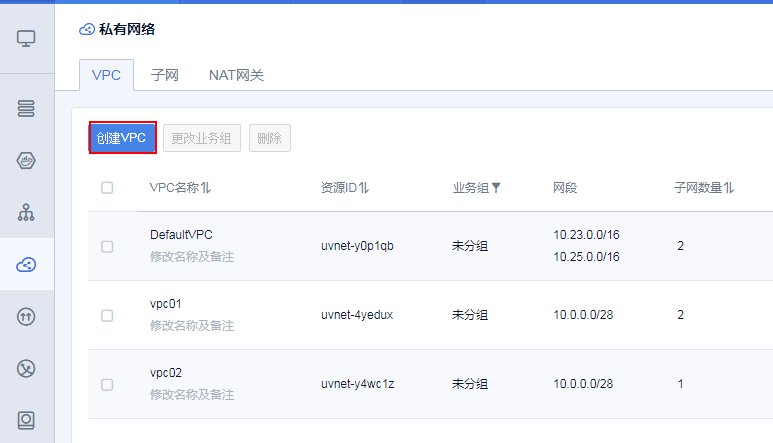 私有网络
VPC 子网 NAT网关
创建VPC 更改业务组 删除
VPC名称 资源ID 业务组 网段 子网数量
DefaultVPC
修改名称及备注
uvnet-y0p1qb 未分组
10.23.0.0/16
10.25.0.0/16
2
vpc01
修改名称及备注
uvnet-4yedux 未分组 10.0.0.0/28 2
vpc02
修改名称及备注
uvnet-y4wc1z 未分组 10.0.0.0/28 1